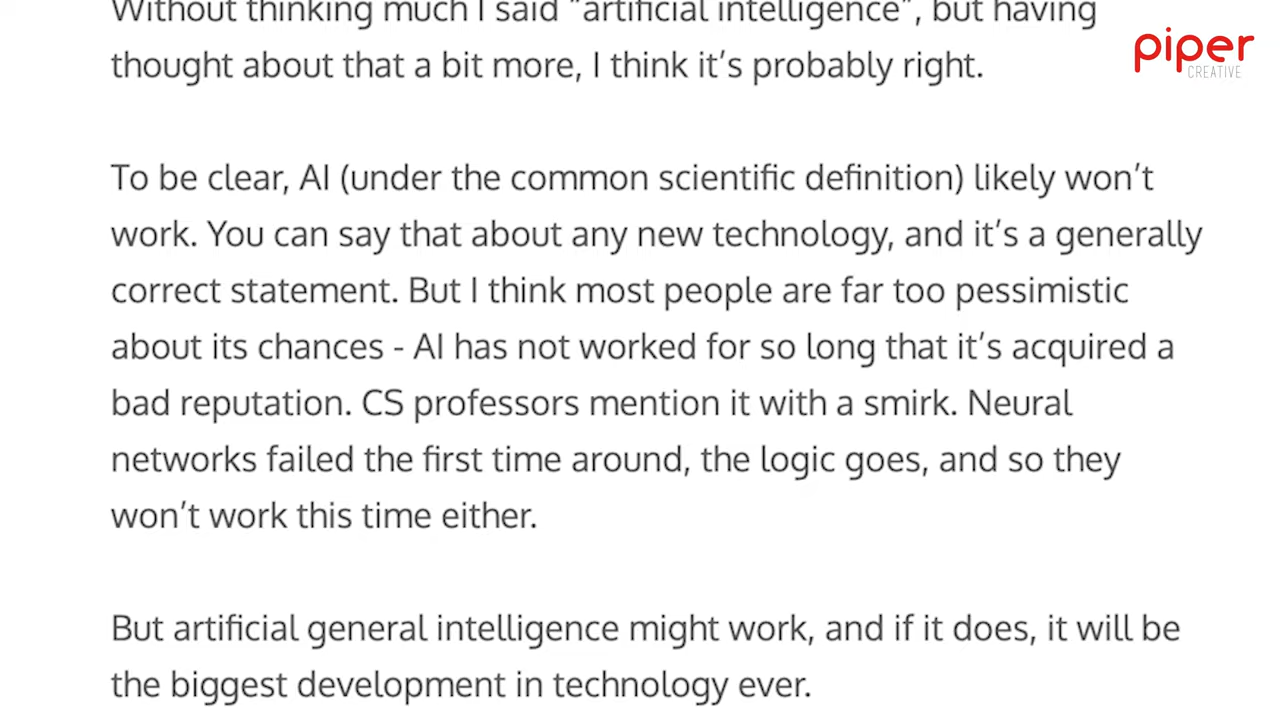 Without thinking much I said "artificial intelligence", but having
thought about that a bit more, I think it's probably right.
To be clear, AI (under the common scientific definition) likely won't
work. You can say that about any new technology, and it's a generally
correct statement. But I think most people are far too pessimistic
about its chances - AI has not worked for so long that it's acquired a
bad reputation. CS professors mention it with a smirk. Neural
networks failed the first time around, the logic goes, and so they
won't work this time either.
But artificial general intelligence might work, and if it does, it will be
the biggest development in technology ever.
piper
CREATIVE